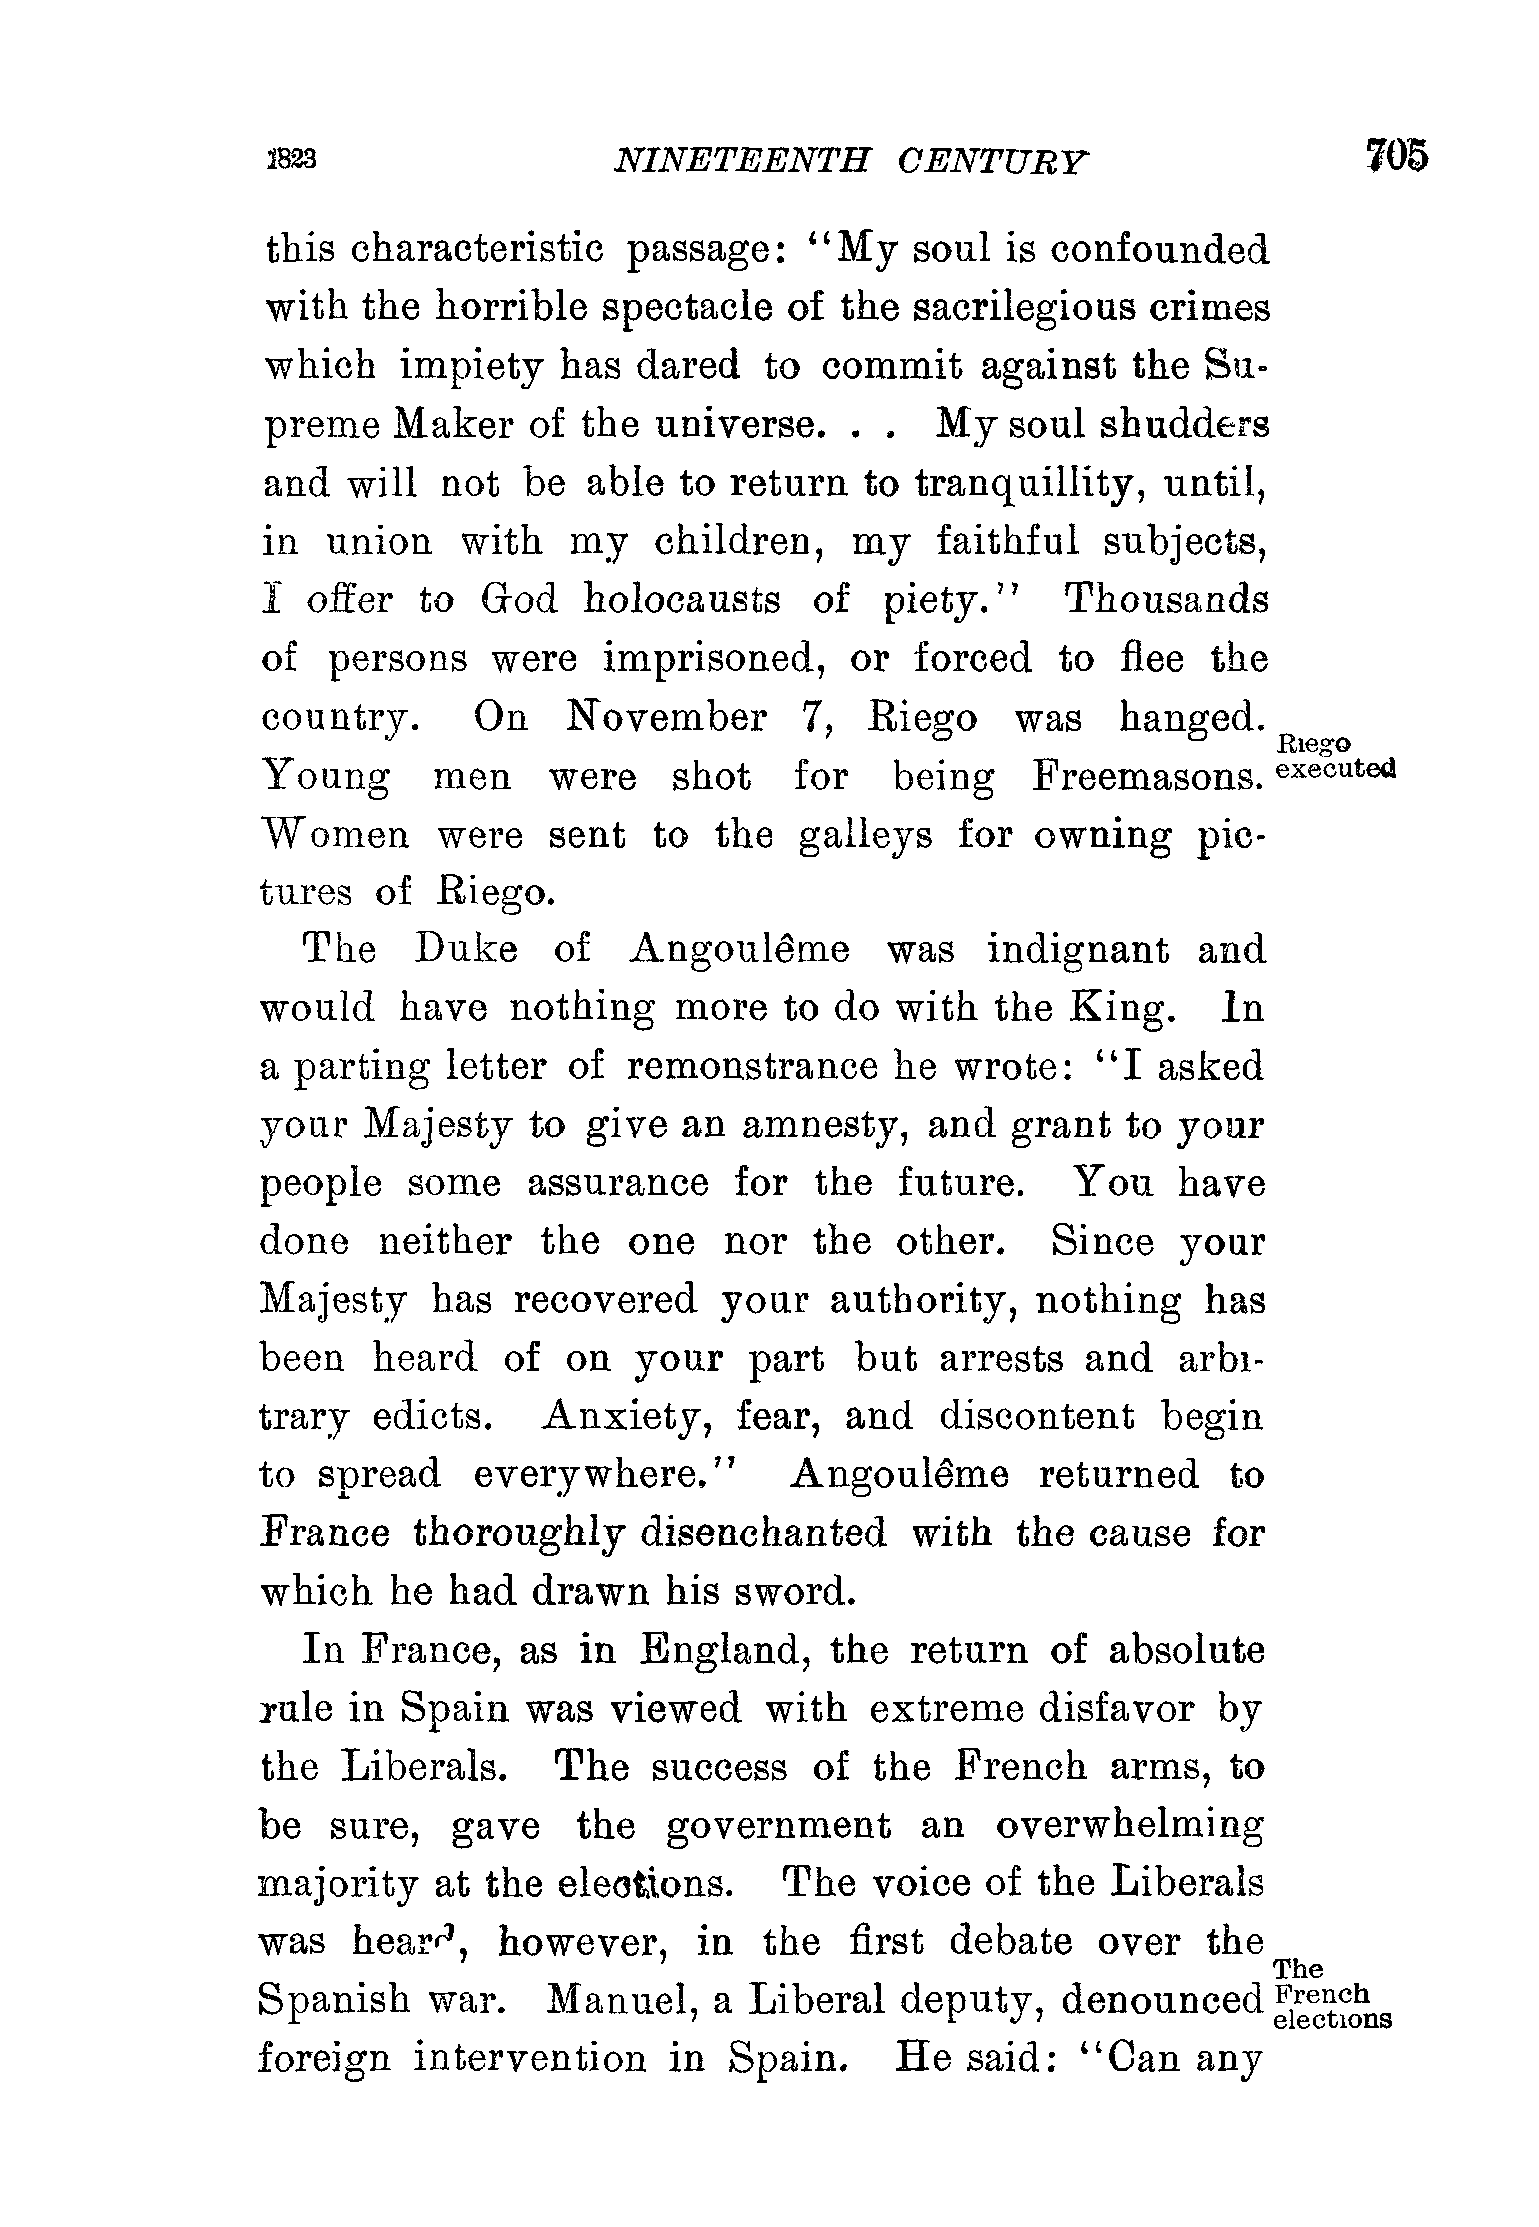 1823 NINETEENTH CENTURY 705
this characteristic passage: "My soul is confounded
with the horrible spectacle of the sacrilegious crimes
which impiety has dared to commit against the Su-
preme Maker of the universe. . . My soul shudders
and will not be able to return to tranquillity, until,
in union with my children, my faithful subjects,
I offer to God holocausts of piety." Thousands
of persons were imprisoned, or forced to flee the
country. On November 7, Riego was hanged.
Riego
executed
Young men were shot for being Freemasons.
Women were sent to the galleys for owning pic-
tures of Riego.
The Duke of Angoulême was indignant and
would have nothing more to do with the King. In
a parting letter of remonstrance he wrote: "I asked
your Majesty to give an amnesty, and grant to your
people some assurance for the future. You have
done neither the one nor the other. Since your
Majesty has recovered your authority, nothing has
been heard of on your part but arrests and arbi-
trary edicts. Anxiety, fear, and discontent begin
to spread everywhere." Angoulême returned to
France thoroughly disenchanted with the cause for
which he had drawn his sword.
In France, as in England, the return of absolute
rule in Spain was viewed with extreme disfavor by
the Liberals. The success of the French arms, to
be sure, gave the government an overwhelming
majority at the elections. The voice of the Liberals
was heard, however, in the first debate over the
Spanish war. Manuel, a Liberal deputy, denounced
The
French
elections
foreign intervention in Spain. He said: "Can any